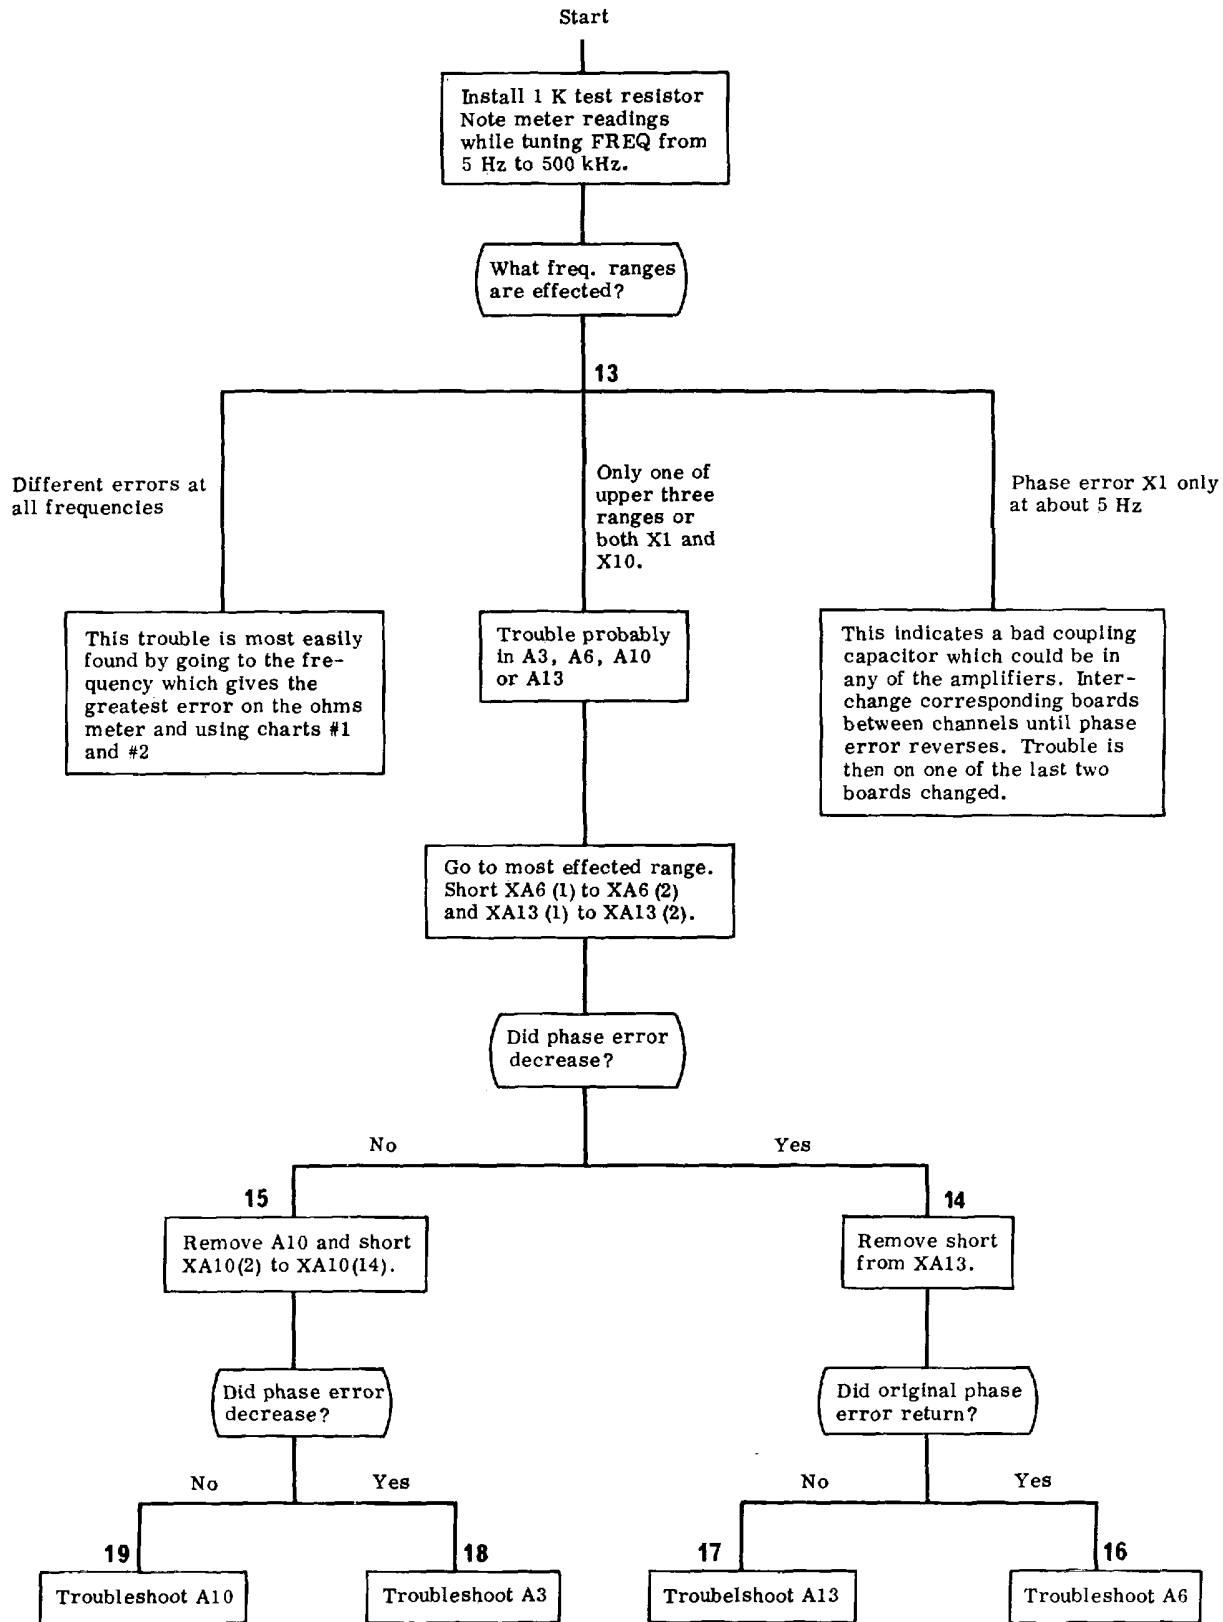 Start
Install 1 K test resistor
Note meter readings
while tuning FREQ from
5 Hz to 500 kHz.
What freq. ranges
are effected?
13
Different errors at
all frequencies
Only one of
upper three
ranges or
both X1 and
X10.
Phase error X1 only
at about 5 Hz
This trouble is most easily
found by going to the fre-
quency which gives the
greatest error on the ohms
meter and using charts #1
and #2
Trouble probably
in A3, A6, A10
or A13
This indicates a bad coupling
capacitor which could be in
any of the amplifiers. Inter-
change corresponding boards
between channels until phase
error reverses. Trouble is
then on one of the last two
boards changed.
Go to most effected range.
Short XA6 (1) to XA6 (2)
and XA13 (1) to XA13 (2).
Did phase error
decrease?
No
Yes
15
14
Remove A10 and short
XA10(2) to XA10(14).
Remove short
from XA13.
Did phase error
decrease?
Did original phase
error return?
No
Yes
No
Yes
19
18
17
16
Troubleshoot A10
Troubleshoot A3
Troubelshoot A13
Troubleshoot A6